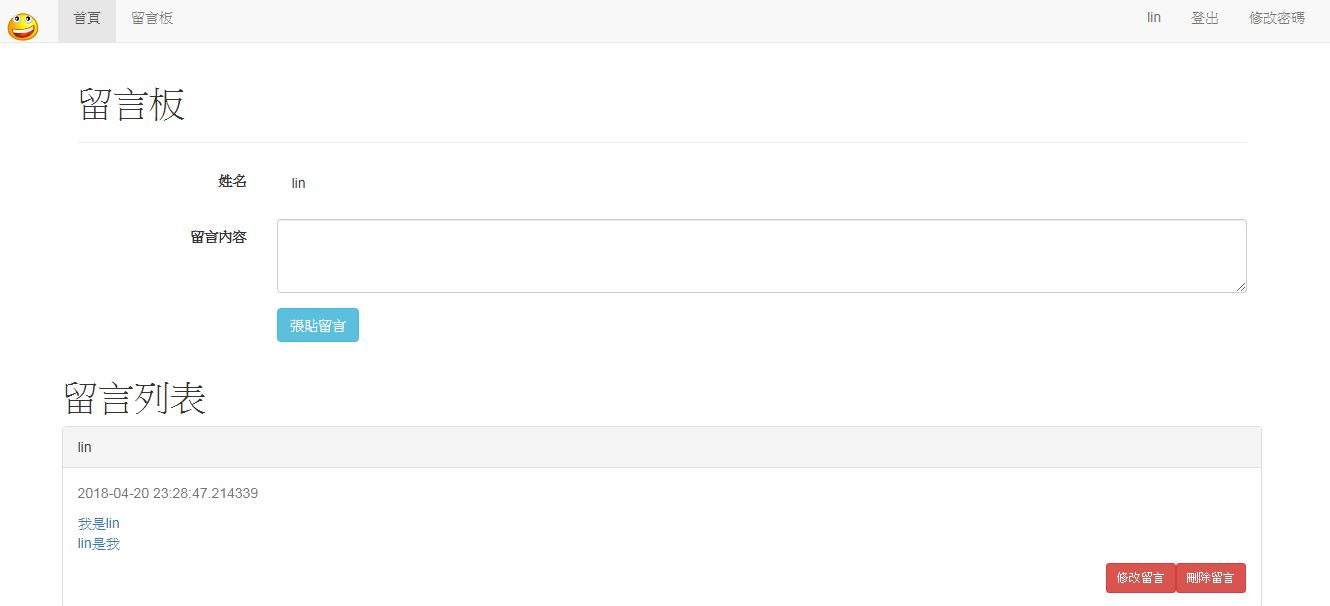 首頁 留言板 lin 登出 修改密碼
留言板
姓名 lin
留言內容
張貼留言
留言列表
lin
2018-04-20 23:28:47.214339
我是lin
lin是我
修改留言 刪除留言